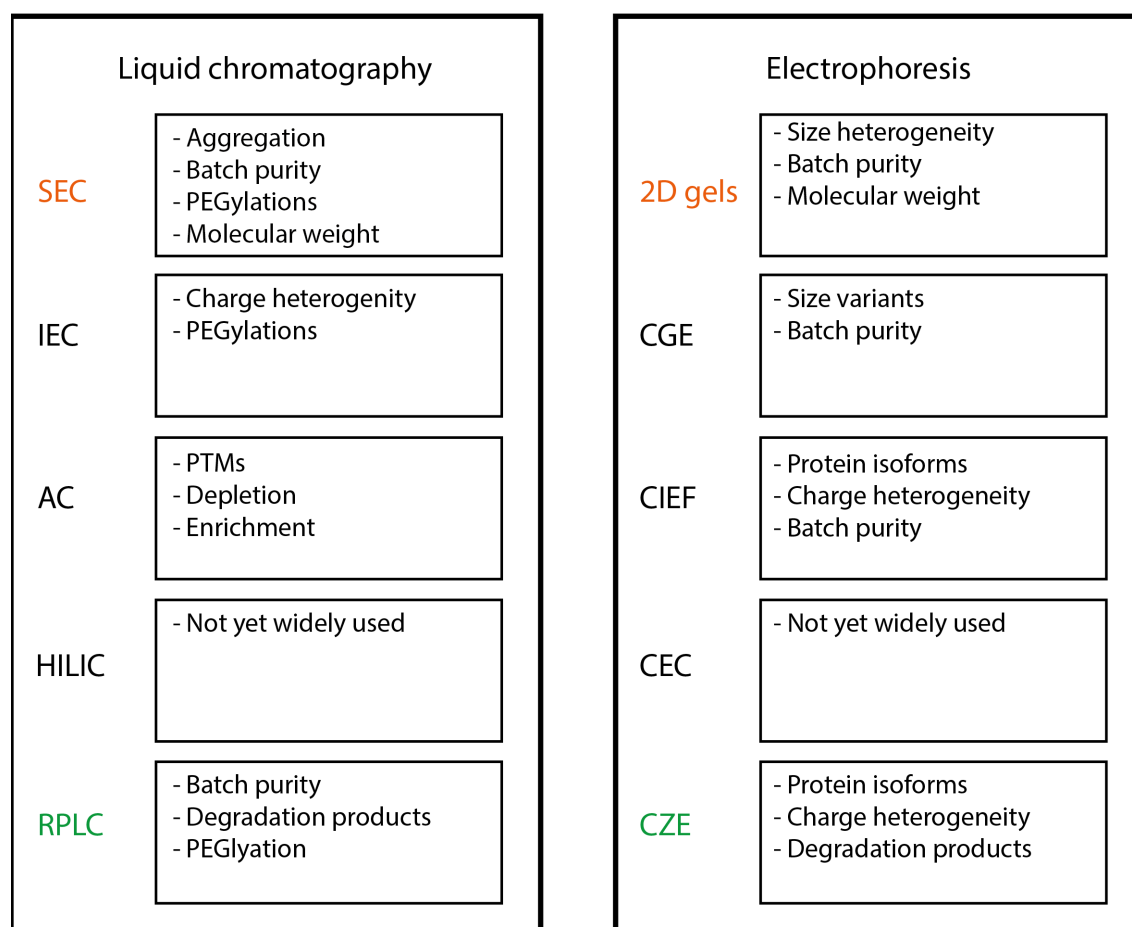 Liquid chromatography
SEC
- Aggregation
- Batch purity
- PEGylations
- Molecular weight
IEC
- Charge heterogenity
- PEGylations
AC
- PTMs
- Depletion
- Enrichment
HILIC
- Not yet widely used
RPLC
- Batch purity
- Degradation products
- PEGlyation
Electrophoresis
2D gels
- Size heterogeneity
- Batch purity
- Molecular weight
CGE
- Size variants
- Batch purity
CIEF
- Protein isoforms
- Charge heterogeneity
- Batch purity
CEC
- Not yet widely used
CZE
- Protein isoforms
- Charge heterogeneity
- Degradation products